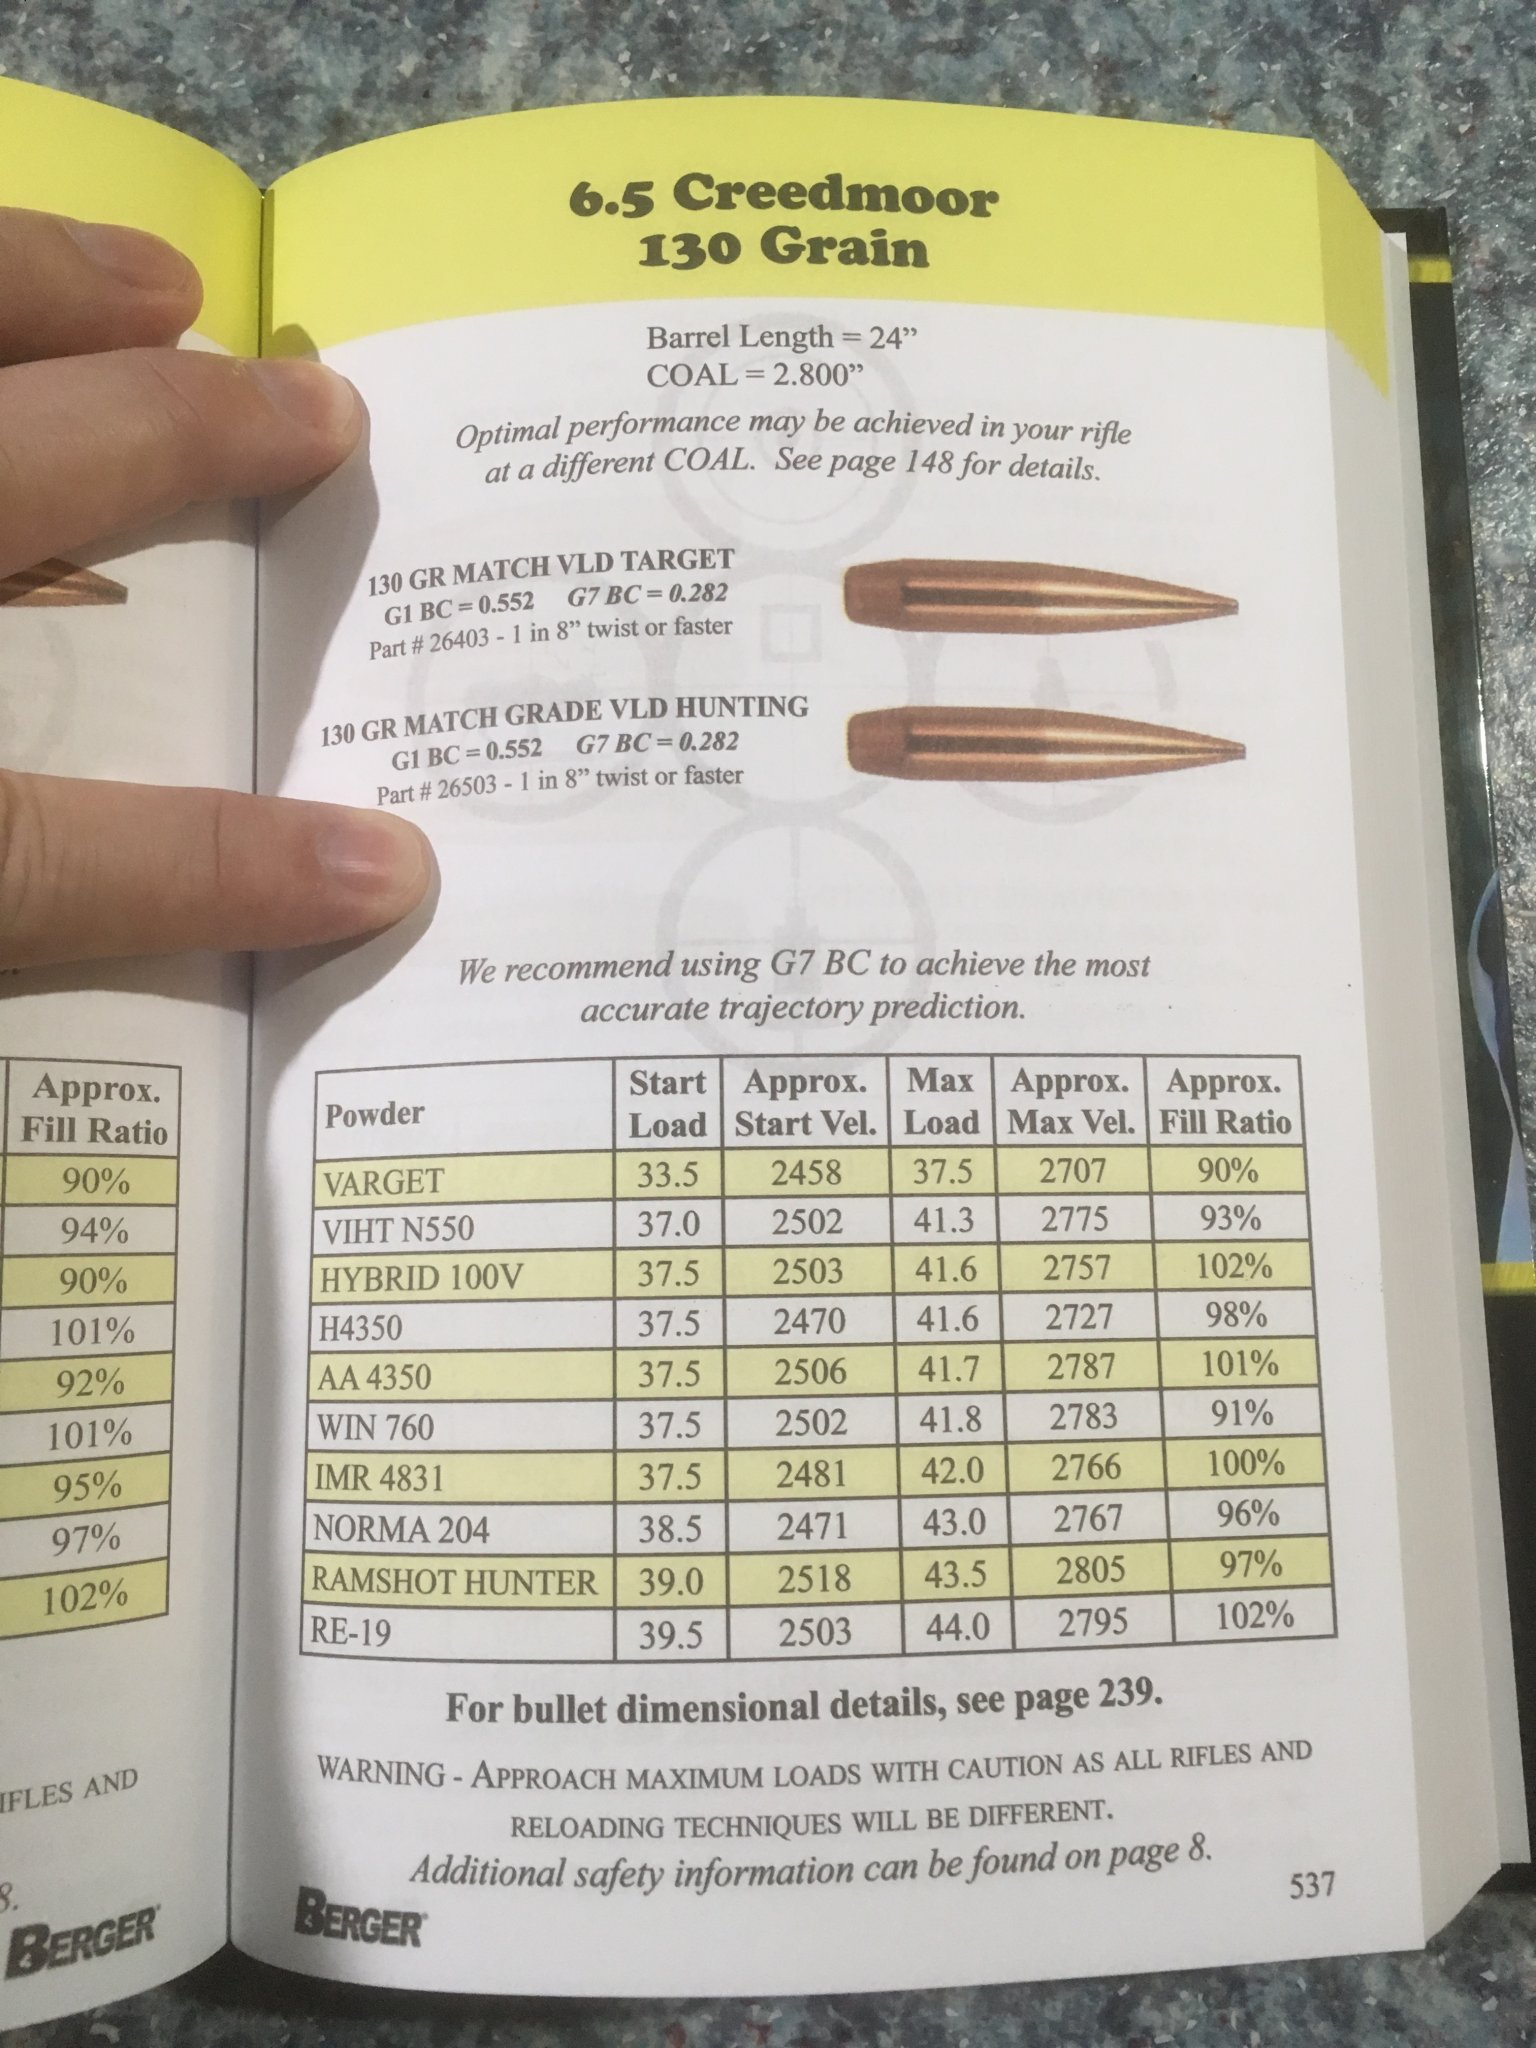 Approx.
Fill Ratio
90%
94%
90%
101%
92%
101%
95%
97%
102%
IFLES AND
8.
BERGER
6.5 Creedmoor
130 Grain
Barrel Length = 24”
COAL = 2.800”
Optimal performance may be achieved in your rifle
at a different COAL. See page 148 for details.
130 GR MATCH VLD TARGET
G1 BC = 0.552 G7 BC = 0.282
Part # 26403 - 1 in 8” twist or faster
130 GR MATCH GRADE VLD HUNTING
G1 BC = 0.552 G7 BC = 0.282
Part # 26503 - 1 in 8” twist or faster
We recommend using G7 BC to achieve the most
accurate trajectory prediction.
Powder Start Load Approx. Start Vel. Max Load Approx. Max Vel. Approx. Fill Ratio
VARGET 33.5 2458 37.5 2707 90%
VIHT N550 37.0 2502 41.3 2775 93%
HYBRID 100V 37.5 2503 41.6 2757 102%
H4350 37.5 2470 41.6 2727 98%
AA 4350 37.5 2506 41.7 2787 101%
WIN 760 37.5 2502 41.8 2783 91%
IMR 4831 37.5 2481 42.0 2766 100%
NORMA 204 38.5 2471 43.0 2767 96%
RAMSHOT HUNTER 39.0 2518 43.5 2805 97%
RE-19 39.5 2503 44.0 2795 102%
For bullet dimensional details, see page 239.
WARNING - APPROACH MAXIMUM LOADS WITH CAUTION AS ALL RIFLES AND
RELOADING TECHNIQUES WILL BE DIFFERENT.
Additional safety information can be found on page 8.
BERGER
537